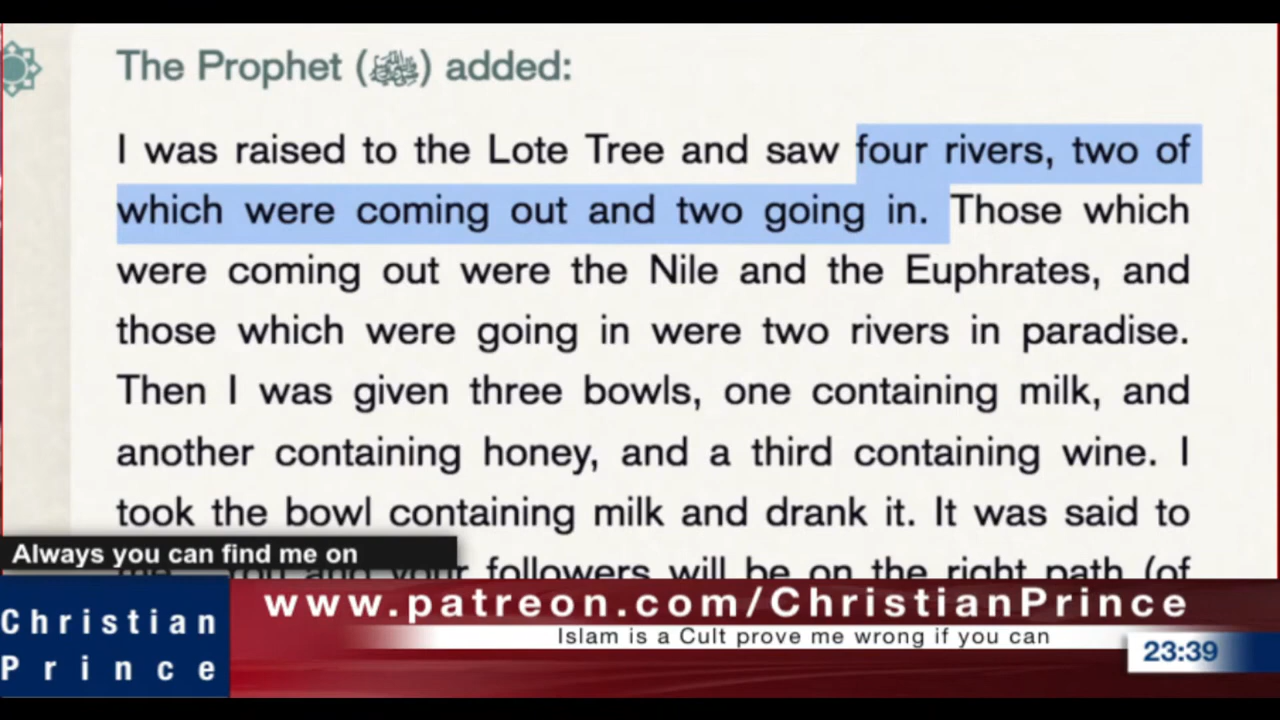 The Prophet (ﷺ) added:
I was raised to the Lote Tree and saw four rivers, two of
which were coming out and two going in. Those which
were coming out were the Nile and the Euphrates, and
those which were going in were two rivers in paradise.
Then I was given three bowls, one containing milk, and
another containing honey, and a third containing wine. I
took the bowl containing milk and drank it. It was said to
me, "You and your followers will be on the right path (of
Always you can find me on
www.patreon.com/ChristianPrince
Christian
Prince
Islam is a Cult prove me wrong if you can
23:39